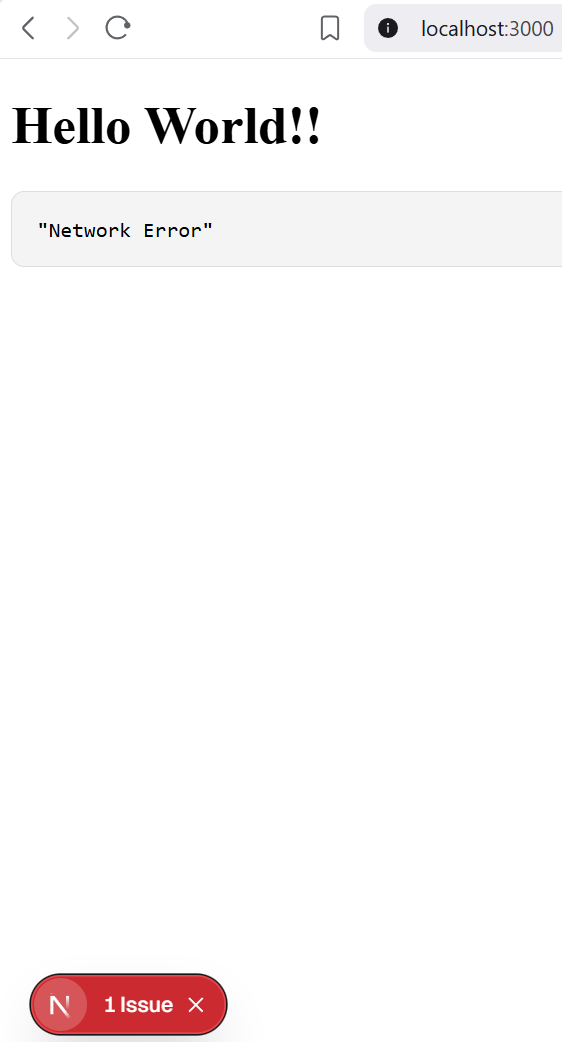 localhost:3000
Hello World!!
"Network Error"
N 1 Issue